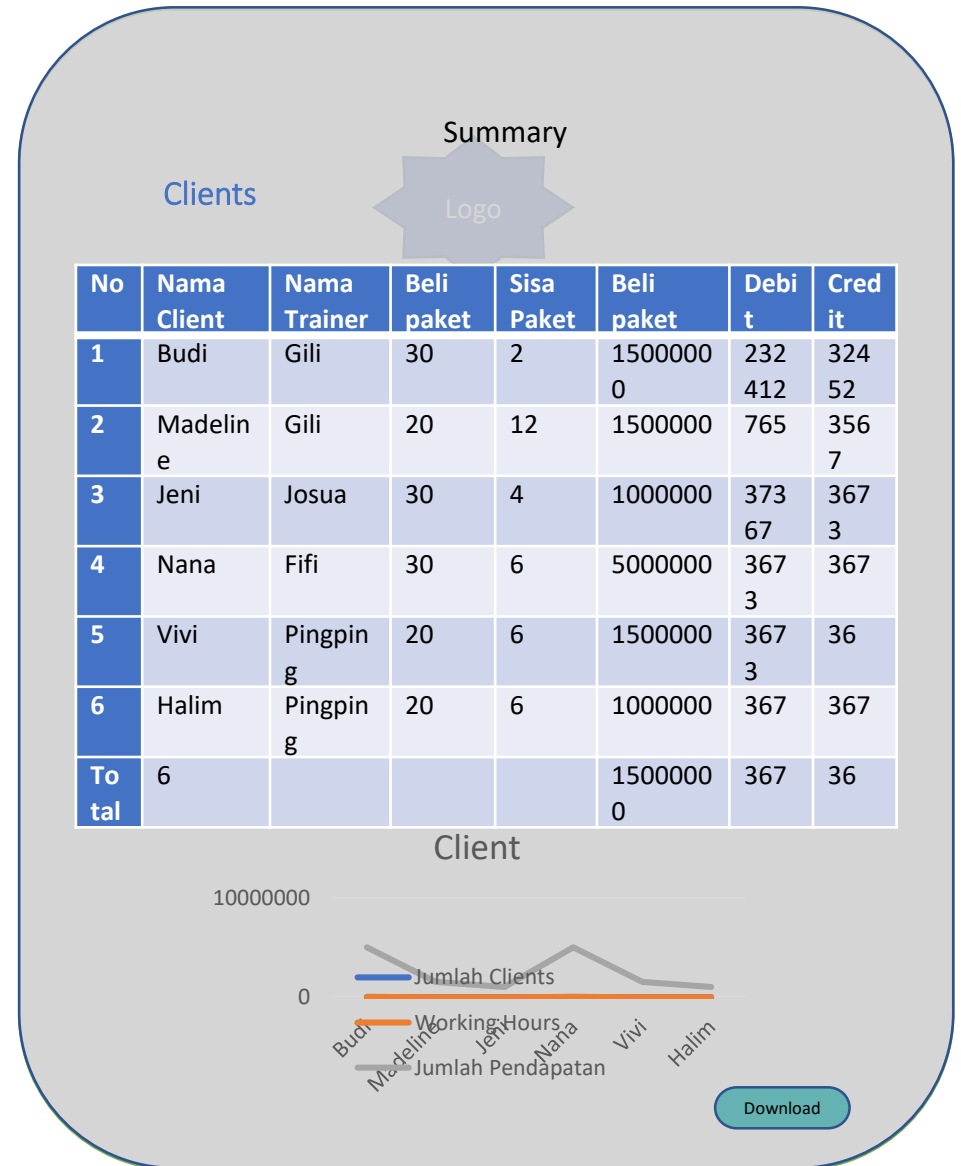 Summary
Clients
Logo
No Nama Client Nama Trainer Beli paket Sisa Paket Beli paket Debit Credit
1 Budi Gili 30 2 15000000 232412 32452
2 Madeline Gili 20 12 1500000 765 3567
3 Jeni Josua 30 4 1000000 37367 3673
4 Nana Fifi 30 6 5000000 3673 367
5 Vivi Pingping 20 6 1500000 3673 36
6 Halim Pingping 20 6 1000000 367 367
Total 6 15000000 367 36
Client
10000000
0
Jumlah Clients
Working Hours
Jumlah Pendapatan
Budi Madeline Jeni Nana Vivi Halim
Download